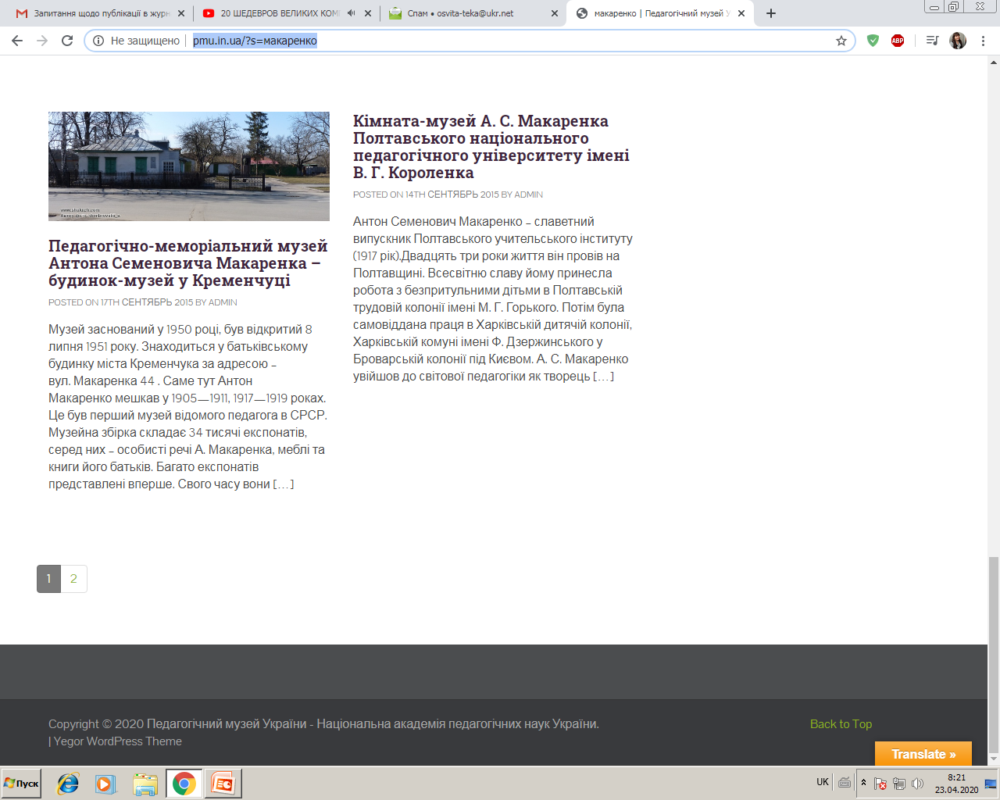 Запитання щодо публікації в журн
20 ШЕДЕВРОВ ВЕЛИКИХ КОМ
Спам • osvita-teka@ukr.net
макаренко | Педагогічний музей У
Не защищено | pmu.in.ua/?s=макаренко
ABP
www.shukach.com
Педагогічно-меморіальний музей
Антона Семеновича Макаренка –
будинок-музей у Кременчуці
POSTED ON 17TH СЕНТЯБРЬ 2015 BY ADMIN
Музей заснований у 1950 році, був відкритий 8
липня 1951 року. Знаходиться у батьківському
будинку міста Кременчука за адресою –
вул. Макаренка 44 . Саме тут Антон
Макаренко мешкав у 1905—1911, 1917—1919 роках.
Це був перший музей відомого педагога в СРСР.
Музейна збірка складає 34 тисячі експонатів,
серед них – особисті речі А. Макаренка, меблі та
книги його батьків. Багато експонатів
представлені вперше. Свого часу вони […]
Кімната-музей А. С. Макаренка
Полтавського національного
педагогічного університету імені
В. Г. Короленка
POSTED ON 14TH СЕНТЯБРЬ 2015 BY ADMIN
Антон Семенович Макаренко – славетний
випускник Полтавського учительського інституту
(1917 рік).Двадцять три роки життя він провів на
Полтавщині. Всесвітню славу йому принесла
робота з безпритульними дітьми в Полтавській
трудовій колонії імені М. Г. Горького. Потім була
самовіддана праця в Харківській дитячій колонії,
Харківській комуні імені Ф. Дзержинського у
Броварській колонії під Києвом. А. С. Макаренко
увійшов до світової педагогіки як творець […]
1 2
Copyright © 2020 Педагогічний музей України - Національна академія педагогічних наук України.
| Yegor WordPress Theme
Back to Top
Translate »
Пуск
UK
8:21
23.04.2020